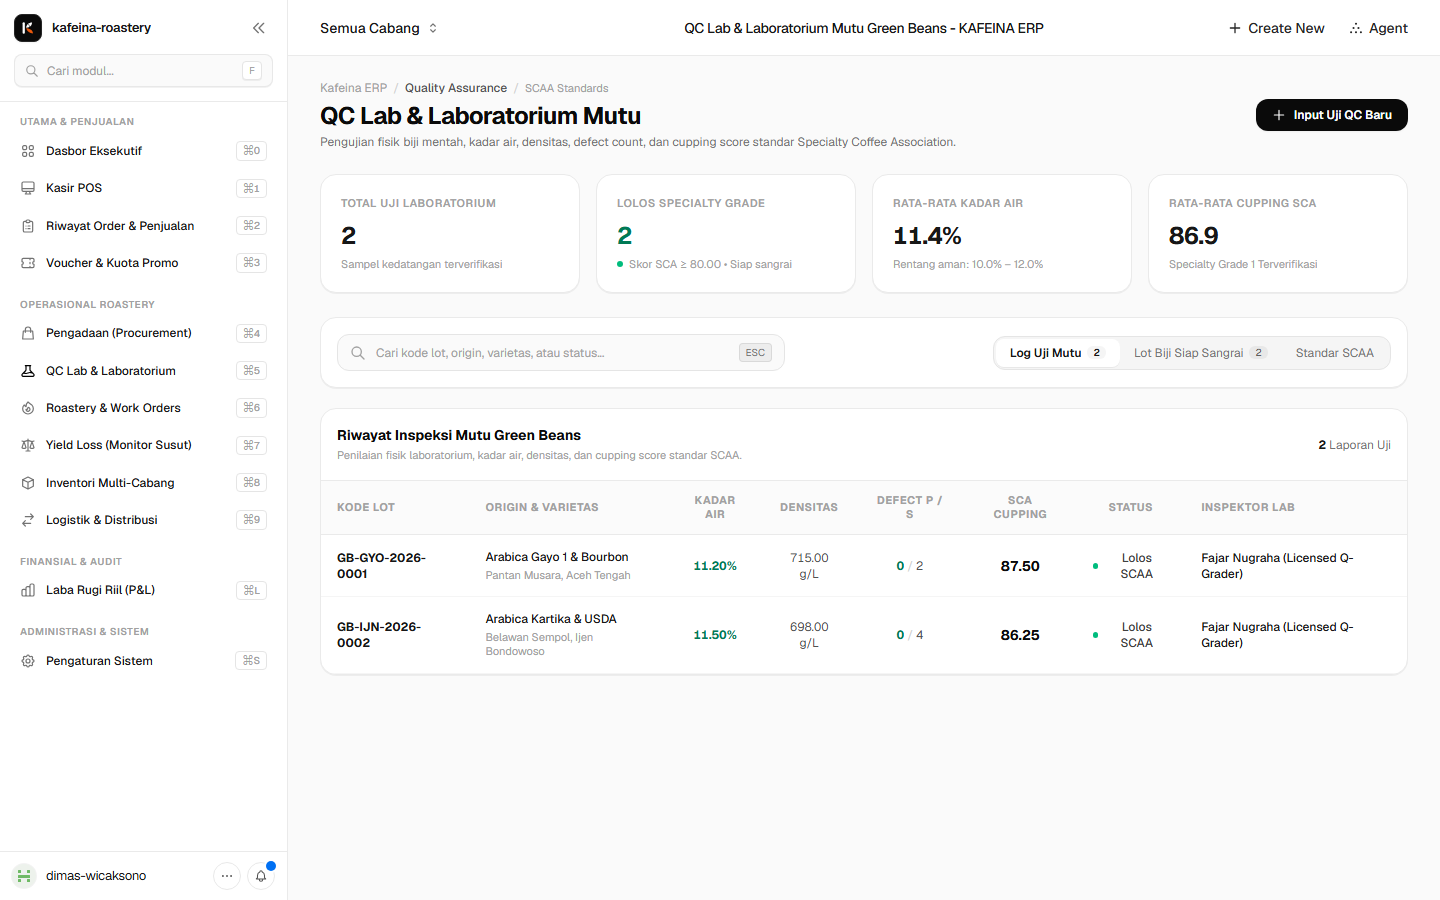 kafeina-roastery
Cari modul...
F
UTAMA & PENJUALAN
Dasbor Eksekutif
⌘0
Kasir POS
⌘1
Riwayat Order & Penjualan
⌘2
Voucher & Kuota Promo
⌘3
OPERASIONAL ROASTERY
Pengadaan (Procurement)
⌘4
QC Lab & Laboratorium
⌘5
Roastery & Work Orders
⌘6
Yield Loss (Monitor Susut)
⌘7
Inventori Multi-Cabang
⌘8
Logistik & Distribusi
⌘9
FINANSIAL & AUDIT
Laba Rugi Riil (P&L)
⌘L
ADMINISTRASI & SISTEM
Pengaturan Sistem
⌘S
dimas-wicaksono
Semua Cabang
QC Lab & Laboratorium Mutu Green Beans - KAFEINA ERP
Create New
Agent
Kafeina ERP / Quality Assurance / SCAA Standards
QC Lab & Laboratorium Mutu
Pengujian fisik biji mentah, kadar air, densitas, defect count, dan cupping score standar Specialty Coffee Association.
Input Uji QC Baru
TOTAL UJI LABORATORIUM
2
Sampel kedatangan terverifikasi
LOLOS SPECIALTY GRADE
2
Skor SCA ≥ 80.00 • Siap sangrai
RATA-RATA KADAR AIR
11.4%
Rentang aman: 10.0% – 12.0%
RATA-RATA CUPPING SCA
86.9
Specialty Grade 1 Terverifikasi
Cari kode lot, origin, varietas, atau status...
ESC
Log Uji Mutu 2
Lot Biji Siap Sangrai 2
Standar SCAA
Riwayat Inspeksi Mutu Green Beans
Penilaian fisik laboratorium, kadar air, densitas, dan cupping score standar SCAA.
2 Laporan Uji
KODE LOT
ORIGIN & VARIETAS
KADAR
AIR
DENSITAS
DEFECT P /
S
SCA
CUPPING
STATUS
INSPEKTOR LAB
GB-GYO-2026-
0001
Arabica Gayo 1 & Bourbon
Pantan Musara, Aceh Tengah
11.20%
715.00
g/L
0 / 2
87.50
Lolos
SCAA
Fajar Nugraha (Licensed Q-
Grader)
GB-IJN-2026-
0002
Arabica Kartika & USDA
Belawan Sempol, Ijen
Bondowoso
11.50%
698.00
g/L
0 / 4
86.25
Lolos
SCAA
Fajar Nugraha (Licensed Q-
Grader)